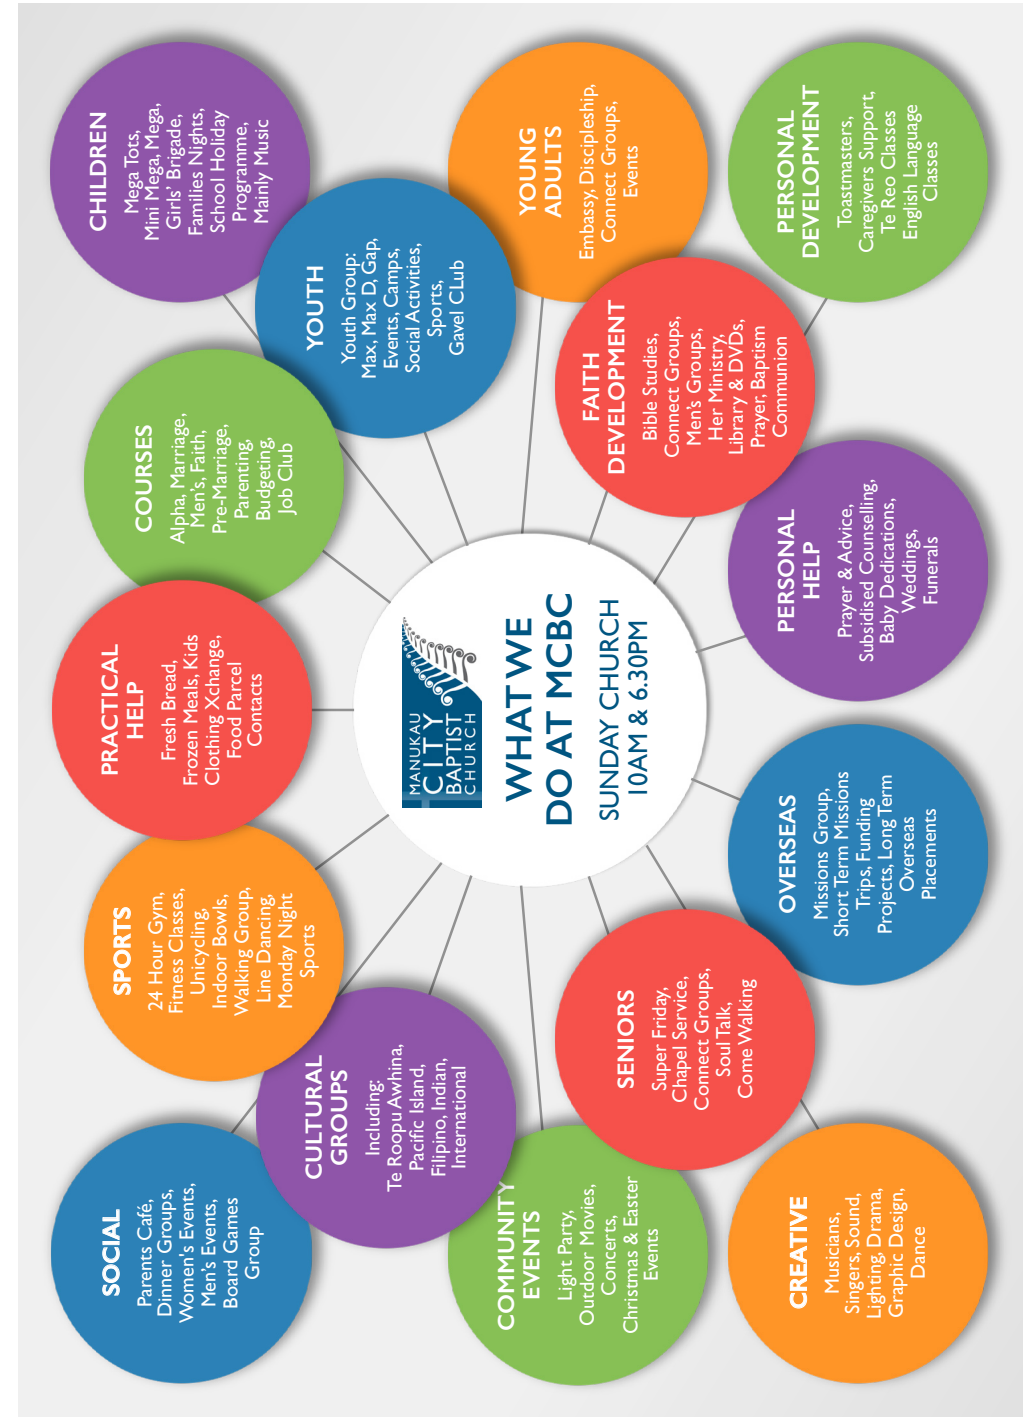 MANUKAU
CITY
BAPTIST
CHURCH
WHAT WE
DO AT MCBC
SUNDAY CHURCH
10AM & 6.30PM
SOCIAL
Parents Café,
Dinner Groups,
Women's Events,
Men's Events,
Board Games
Group
SPORTS
24 Hour Gym,
Fitness Classes,
Unicycling,
Indoor Bowls,
Walking Group,
Line Dancing,
Monday Night
Sports
PRACTICAL
HELP
Fresh Bread,
Frozen Meals, Kids
Clothing Xchange,
Food Parcel
Contacts
COURSES
Alpha, Marriage,
Men's, Faith,
Pre-Marriage,
Parenting,
Budgeting,
Job Club
CHILDREN
Mega Tots,
Mini Mega, Mega,
Girls' Brigade,
Families Nights,
School Holiday
Programme,
Mainly Music
CULTURAL
GROUPS
Including:
Te Roopu Awhina,
Pacific Island,
Filipino, Indian,
International
YOUTH
Youth Group:
Max, Max D, Gap,
Events, Camps,
Social Activities,
Sports,
Gavel CLub
COMMUNITY
EVENTS
Light Party,
Outdoor Movies,
Concerts,
Christmas & Easter
Events
YOUNG
ADULTS
Embassy, Discipleship,
Connect Groups,
Events
SENIORS
Super Friday,
Chapel Service,
Connect Groups,
Soul Talk,
Come Walking
FAITH
DEVELOPMENT
Bible Studies,
Connect Groups,
Men's Groups,
Her Ministry,
Library & DVDs,
Prayer, Baptism
Communion
CREATIVE
Musicians,
Singers, Sound,
Lighting, Drama,
Graphic Design,
Dance
OVERSEAS
Missions Group,
Short Term Missions
Trips, Funding
Projects, Long Term
Overseas
Placements
PERSONAL
HELP
Prayer & Advice,
Subsidised Counselling,
Baby Dedications,
Weddings,
Funerals
PERSONAL
DEVELOPMENT
Toastmasters,
Caregivers Support,
Te Reo Classes
English Language
Classes